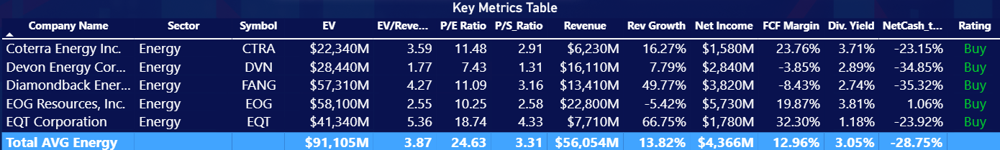 Key Metrics Table
Company Name Sector Symbol EV EV/Reve... P/E Ratio P/S_Ratio Revenue Rev Growth Net Income FCF Margin Div. Yield NetCash_t... Rating
Coterra Energy Inc. Energy CTRA $22,340M 3.59 11.48 2.91 $6,230M 16.27% $1,580M 23.76% 3.71% -23.15% Buy
Devon Energy Cor... Energy DVN $28,440M 1.77 7.43 1.31 $16,110M 7.79% $2,840M -3.85% 2.89% -34.85% Buy
Diamondback Ener... Energy FANG $57,310M 4.27 11.09 3.16 $13,410M 49.77% $3,820M -8.43% 2.74% -35.32% Buy
EOG Resources, Inc. Energy EOG $58,100M 2.55 10.25 2.58 $22,800M -5.42% $5,730M 19.87% 3.81% 1.06% Buy
EQT Corporation Energy EQT $41,340M 5.36 18.74 4.33 $7,710M 66.75% $1,780M 32.30% 1.18% -23.92% Buy
Total AVG Energy $91,105M 3.87 24.63 3.31 $56,054M 13.82% $4,366M 12.96% 3.05% -28.75%